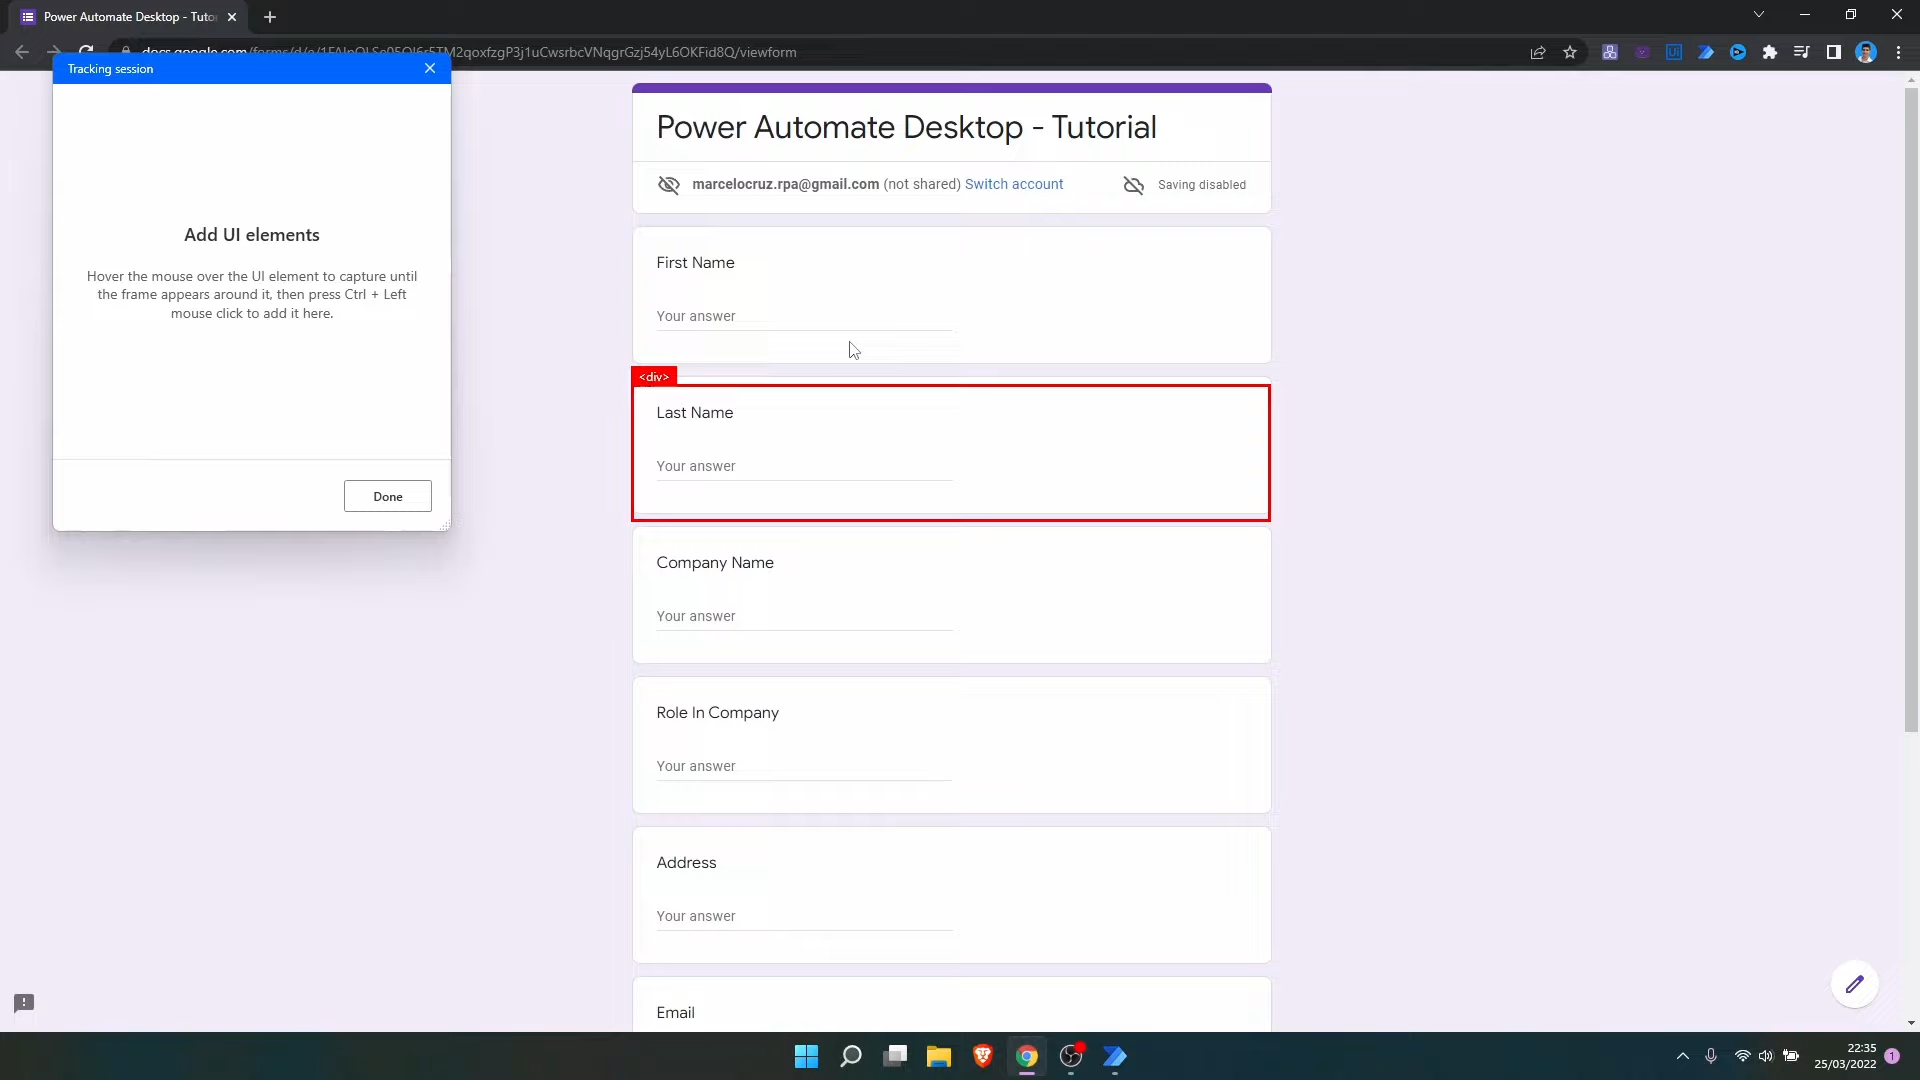 Power Automate Desktop - Tuto
Tracking session
Add UI elements
Hover the mouse over the UI element to capture until
the frame appears around it, then press Ctrl + Left
mouse click to add it here.
Done
Power Automate Desktop - Tutorial
marcelocruz.rpa@gmail.com (not shared) Switch account
Saving disabled
First Name
Your answer
<div>
Last Name
Your answer
Company Name
Your answer
Role In Company
Your answer
Address
Your answer
Email
22:35
25/03/2022
1